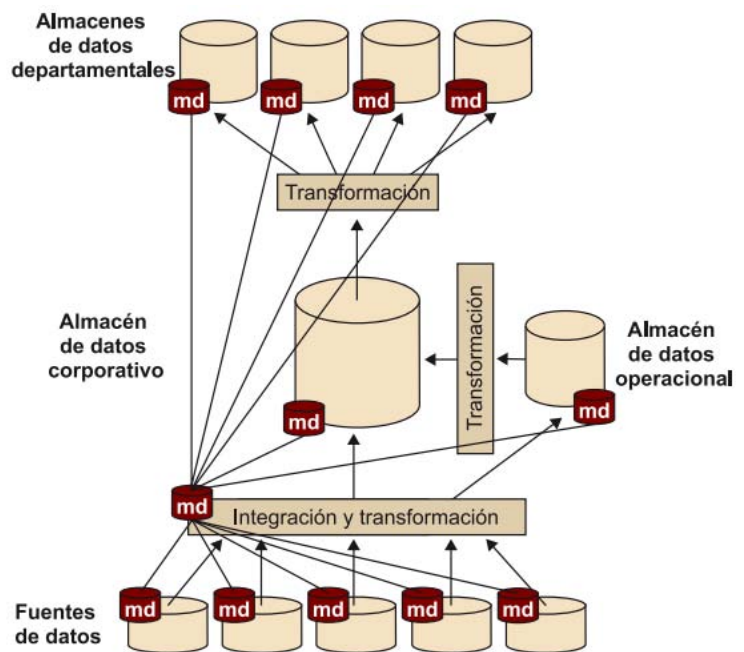 Almacenes
de datos
departamentales
md
md
md
md
Transformación
Almacén
de datos
corporativo
Transformación
Almacén
de datos
operacional
md
md
md
Integración y transformación
Fuentes
de datos
md
md
md
md
md